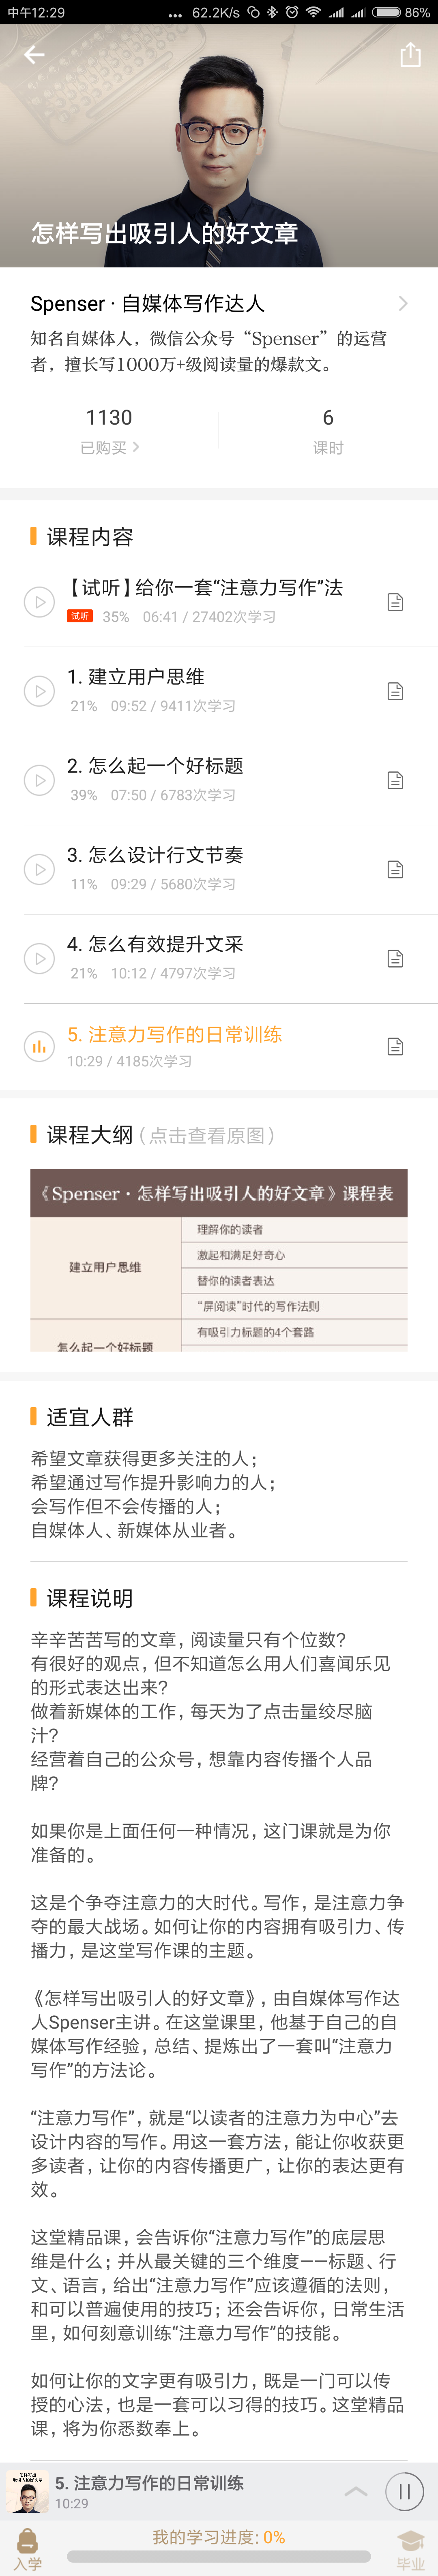 中午12:29
... 62.2K/s 86%
怎样写出吸引人的好文章
Spenser · 自媒体写作达人
知名自媒体人，微信公众号“Spenser”的运营
者，擅长写1000万+级阅读量的爆款文。
1130 6
已购买 课时
课程内容
【试听】给你一套“注意力写作”法
试听 35% 06:41 / 27402次学习
1. 建立用户思维
21% 09:52 / 9411次学习
2. 怎么起一个好标题
39% 07:50 / 6783次学习
3. 怎么设计行文节奏
11% 09:29 / 5680次学习
4. 怎么有效提升文采
21% 10:12 / 4797次学习
5. 注意力写作的日常训练
10:29 / 4185次学习
课程大纲（点击查看原图）
《Spenser · 怎样写出吸引人的好文章》课程表
建立用户思维
理解你的读者
激起和满足好奇心
替你的读者表达
“屏阅读”时代的写作法则
怎么起一个好标题
有吸引力标题的4个套路
适宜人群
希望文章获得更多关注的人；
希望通过写作提升影响力的人；
会写作但不会传播的人；
自媒体人、新媒体从业者。
课程说明
辛辛苦苦写的文章，阅读量只有个位数？
有很好的观点，但不知道怎么用人们喜闻乐见
的形式表达出来？
做着新媒体的工作，每天为了点击量绞尽脑
汁？
经营着自己的公众号，想靠内容传播个人品
牌？
如果你是上面任何一种情况，这门课就是为你
准备的。
这是个争夺注意力的大时代。写作，是注意力争
夺的最大战场。如何让你的内容拥有吸引力、传
播力，是这堂写作课的主题。
《怎样写出吸引人的好文章》，由自媒体写作达
人Spenser主讲。在这堂课里，他基于自己的自
媒体写作经验，总结、提炼出了一套叫“注意力
写作”的方法论。
“注意力写作”，就是“以读者的注意力为中心”去
设计内容的写作。用这一套方法，能让你收获更
多读者，让你的内容传播更广，让你的表达更有
效。
这堂精品课，会告诉你“注意力写作”的底层思
维是什么；并从最关键的三个维度——标题、行
文、语言，给出“注意力写作”应该遵循的法则，
和可以普遍使用的技巧；还会告诉你，日常生活
里，如何刻意训练“注意力写作”的技能。
如何让你的文字更有吸引力，既是一门可以传
授的心法，也是一套可以习得的技巧。这堂精品
课，将为你悉数奉上。
怎样写出
吸引人的好文章
5. 注意力写作的日常训练
10:29
我的学习进度: 0%
入学 毕业